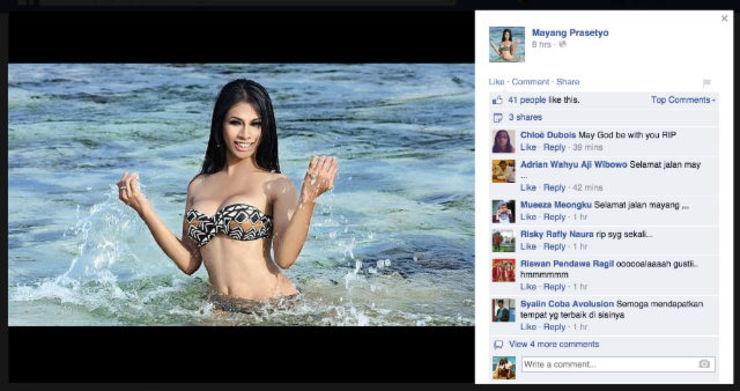 Mayang Prasetyo
8 hrs ·
Like · Comment · Share
41 people like this.
Top Comments
3 shares
Chloè Dubois May God be with you RIP
Like · Reply · 39 mins
Adrian Wahyu Aji Wibowo Selamat jalan may
...
Like · Reply · 42 mins
Mueeza Meongku Selamat jalan mayang ,,,
Like · Reply · 1 hr
Risky Rafly Naura rip syg sekali...
Like · Reply · 1 hr
Riswan Pendawa Ragil oooooalaaaah gustii..
hmmmmmm
Like · Reply · 1 hr
Syalin Coba Avolusion Semoga mendapatkan
tempat yg terbaik di sisinya
Like · Reply · 1 hr
View 4 more comments
Write a comment...